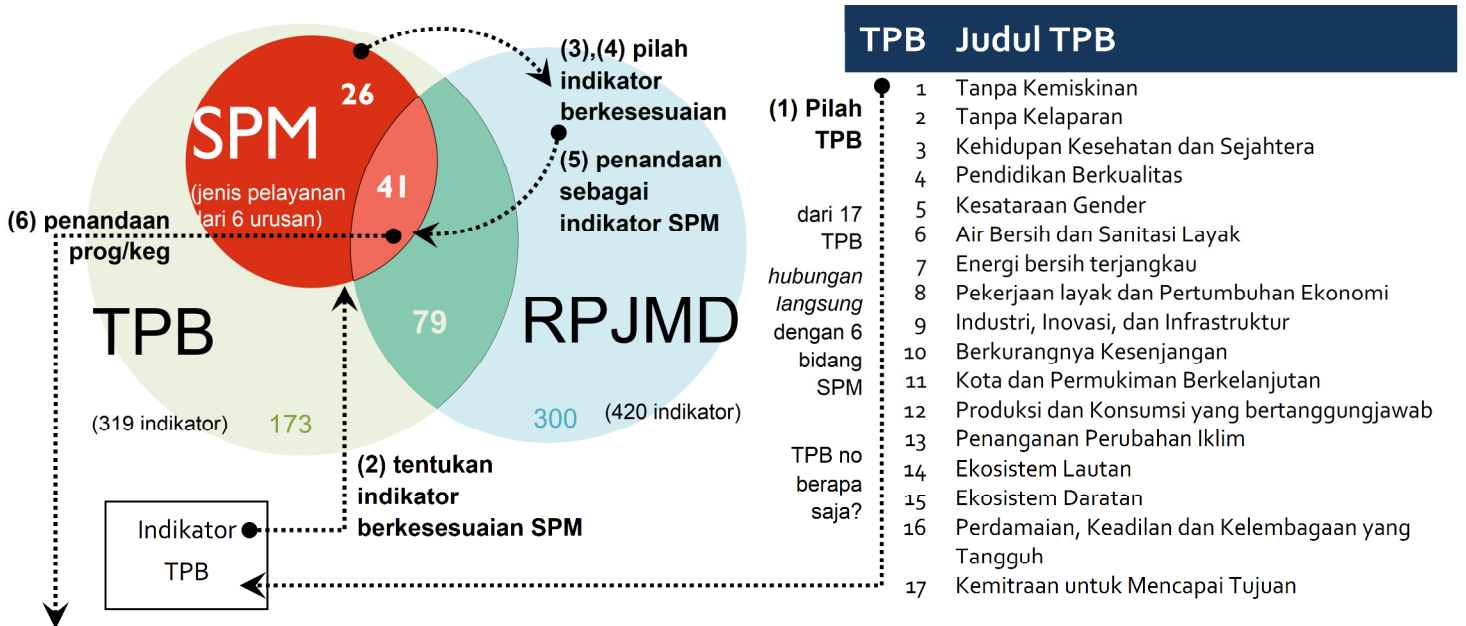 SPM
(jenis pelayanan
dari 6 urusan)
26
41
79
TPB
(319 indikator)
173
RPJMD
300
(420 indikator)
(3),(4) pilah
indikator
berkesesuaian
(5) penandaan
sebagai
indikator SPM
(6) penandaan
prog/keg
(2) tentukan
indikator
berkesesuaian SPM
Indikator
TPB
(1) Pilah
TPB
dari 17
TPB
hubungan
langsung
dengan 6
bidang
SPM
TPB no
berapa
saja?
TPB Judul TPB
1 Tanpa Kemiskinan
2 Tanpa Kelaparan
3 Kehidupan Kesehatan dan Sejahtera
4 Pendidikan Berkualitas
5 Kesataraan Gender
6 Air Bersih dan Sanitasi Layak
7 Energi bersih terjangkau
8 Pekerjaan layak dan Pertumbuhan Ekonomi
9 Industri, Inovasi, dan Infrastruktur
10 Berkurangnya Kesenjangan
11 Kota dan Permukiman Berkelanjutan
12 Produksi dan Konsumsi yang bertanggungjawab
13 Penanganan Perubahan Iklim
14 Ekosistem Lautan
15 Ekosistem Daratan
16 Perdamaian, Keadilan dan Kelembagaan yang
Tangguh
17 Kemitraan untuk Mencapai Tujuan